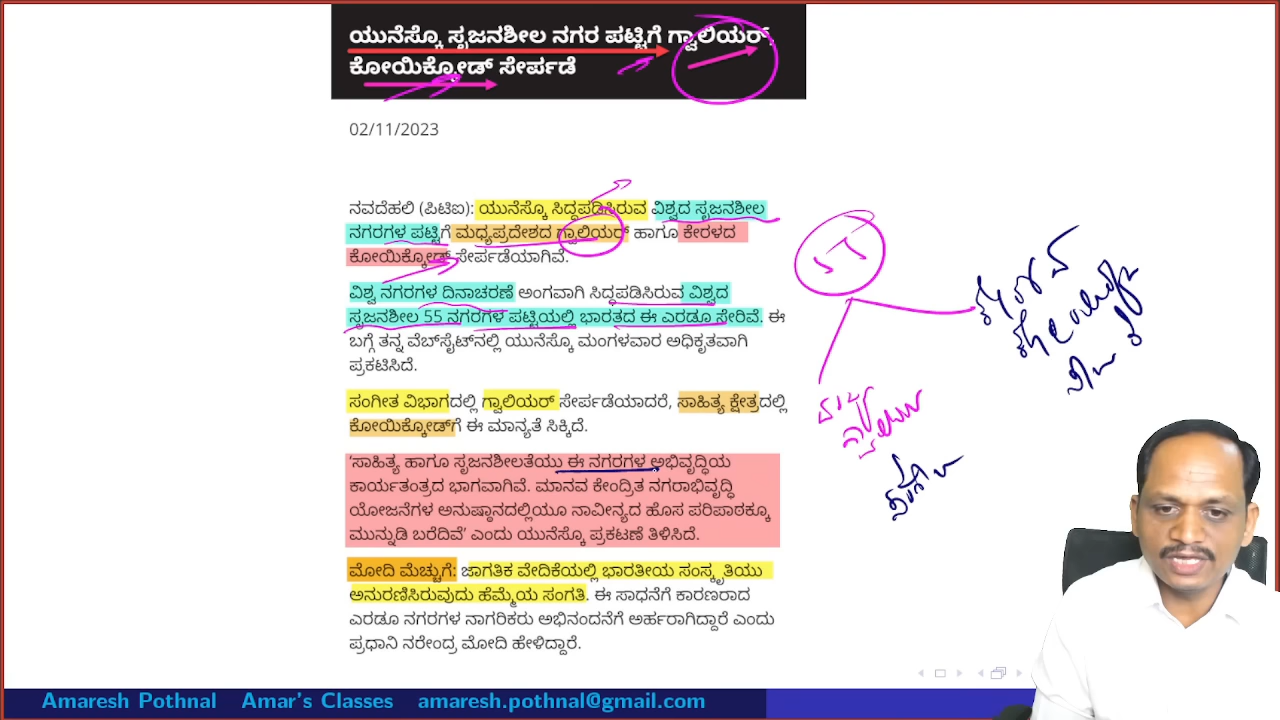 ಯುನೆಸ್ಕೊ ಸೃಜನಶೀಲ ನಗರ ಪಟ್ಟಿಗೆ ಗ್ವಾಲಿಯರ್,
ಕೋಯಿಕ್ಕೋಡ್ ಸೇರ್ಪಡೆ
02/11/2023
ನವದೆಹಲಿ (ಪಿಟಿಐ): ಯುನೆಸ್ಕೊ ಸಿದ್ಧಪಡಿಸಿರುವ ವಿಶ್ವದ ಸೃಜನಶೀಲ
ನಗರಗಳ ಪಟ್ಟಿಗೆ ಮಧ್ಯಪ್ರದೇಶದ ಗ್ವಾಲಿಯರ್ ಹಾಗೂ ಕೇರಳದ
ಕೋಯಿಕ್ಕೋಡ್ ಸೇರ್ಪಡೆಯಾಗಿವೆ.
ವಿಶ್ವ ನಗರಗಳ ದಿನಾಚರಣೆ ಅಂಗವಾಗಿ ಸಿದ್ಧಪಡಿಸಿರುವ ವಿಶ್ವದ
ಸೃಜನಶೀಲ 55 ನಗರಗಳ ಪಟ್ಟಿಯಲ್ಲಿ ಭಾರತದ ಈ ಎರಡೂ ಸೇರಿವೆ. ಈ
ಬಗ್ಗೆ ತನ್ನ ವೆಬ್‌ಸೈಟ್‌ನಲ್ಲಿ ಯುನೆಸ್ಕೊ ಮಂಗಳವಾರ ಅಧಿಕೃತವಾಗಿ
ಪ್ರಕಟಿಸಿದೆ.
ಸಂಗೀತ ವಿಭಾಗದಲ್ಲಿ ಗ್ವಾಲಿಯರ್ ಸೇರ್ಪಡೆಯಾದರೆ, ಸಾಹಿತ್ಯ ಕ್ಷೇತ್ರದಲ್ಲಿ
ಕೋಯಿಕ್ಕೋಡ್‌ಗೆ ಈ ಮಾನ್ಯತೆ ಸಿಕ್ಕಿದೆ.
‘ಸಾಹಿತ್ಯ ಹಾಗೂ ಸೃಜನಶೀಲತೆಯು ಈ ನಗರಗಳ ಅಭಿವೃದ್ಧಿಯ
ಕಾರ್ಯತಂತ್ರದ ಭಾಗವಾಗಿವೆ. ಮಾನವ ಕೇಂದ್ರಿತ ನಗರಾಭಿವೃದ್ಧಿ
ಯೋಜನೆಗಳ ಅನುಷ್ಠಾನದಲ್ಲಿಯೂ ನಾವೀನ್ಯದ ಹೊಸ ಪರಿಪಾಠಕ್ಕೂ
ಮುನ್ನುಡಿ ಬರೆದಿವೆ’ ಎಂದು ಯುನೆಸ್ಕೊ ಪ್ರಕಟಣೆ ತಿಳಿಸಿದೆ.
ಮೋದಿ ಮೆಚ್ಚುಗೆ: ಜಾಗತಿಕ ವೇದಿಕೆಯಲ್ಲಿ ಭಾರತೀಯ ಸಂಸ್ಕೃತಿಯು
ಅನುರಣಿಸಿರುವುದು ಹೆಮ್ಮೆಯ ಸಂಗತಿ. ಈ ಸಾಧನೆಗೆ ಕಾರಣರಾದ
ಎರಡೂ ನಗರಗಳ ನಾಗರಿಕರು ಅಭಿನಂದನೆಗೆ ಅರ್ಹರಾಗಿದ್ದಾರೆ ಎಂದು
ಪ್ರಧಾನಿ ನರೇಂದ್ರ ಮೋದಿ ಹೇಳಿದ್ದಾರೆ.
Amaresh Pothnal Amar's Classes amaresh.pothnal@gmail.com